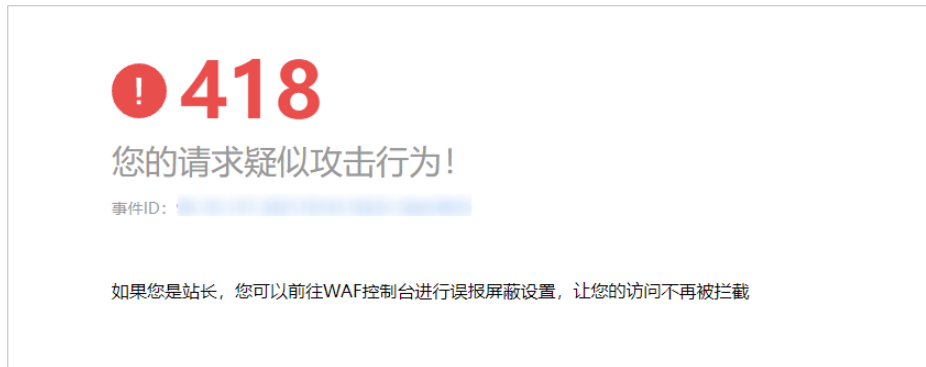 418
您的请求疑似攻击行为！
事件ID：
如果您是站长，您可以前往WAF控制台进行误报屏蔽设置，让您的访问不再被拦截